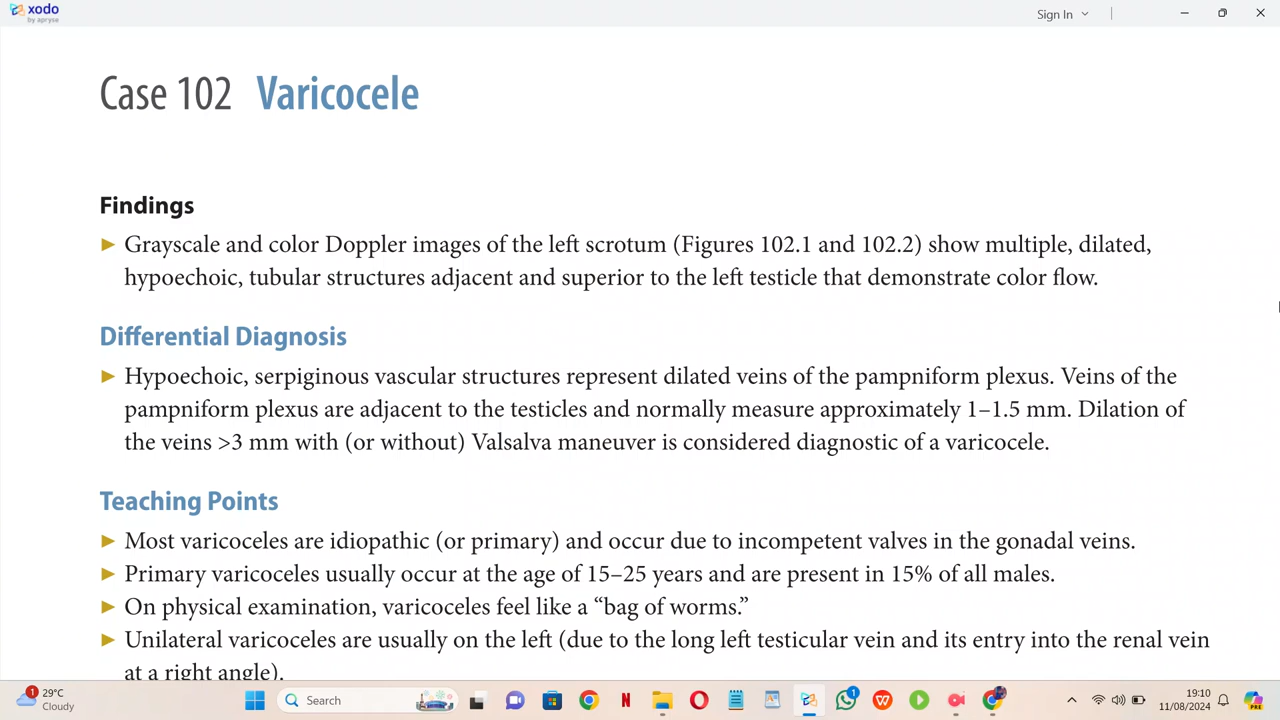 xodo
by apryse
Sign In
Case 102 Varicocele
Findings
► Grayscale and color Doppler images of the left scrotum (Figures 102.1 and 102.2) show multiple, dilated,
hypoechoic, tubular structures adjacent and superior to the left testicle that demonstrate color flow.
Differential Diagnosis
► Hypoechoic, serpiginous vascular structures represent dilated veins of the pampniform plexus. Veins of the
pampniform plexus are adjacent to the testicles and normally measure approximately 1–1.5 mm. Dilation of
the veins >3 mm with (or without) Valsalva maneuver is considered diagnostic of a varicocele.
Teaching Points
► Most varicoceles are idiopathic (or primary) and occur due to incompetent valves in the gonadal veins.
► Primary varicoceles usually occur at the age of 15–25 years and are present in 15% of all males.
► On physical examination, varicoceles feel like a “bag of worms.”
► Unilateral varicoceles are usually on the left (due to the long left testicular vein and its entry into the renal vein
at a right angle).
1
29°C
Cloudy
Search
N
1
W
19:10
11/08/2024
PRE